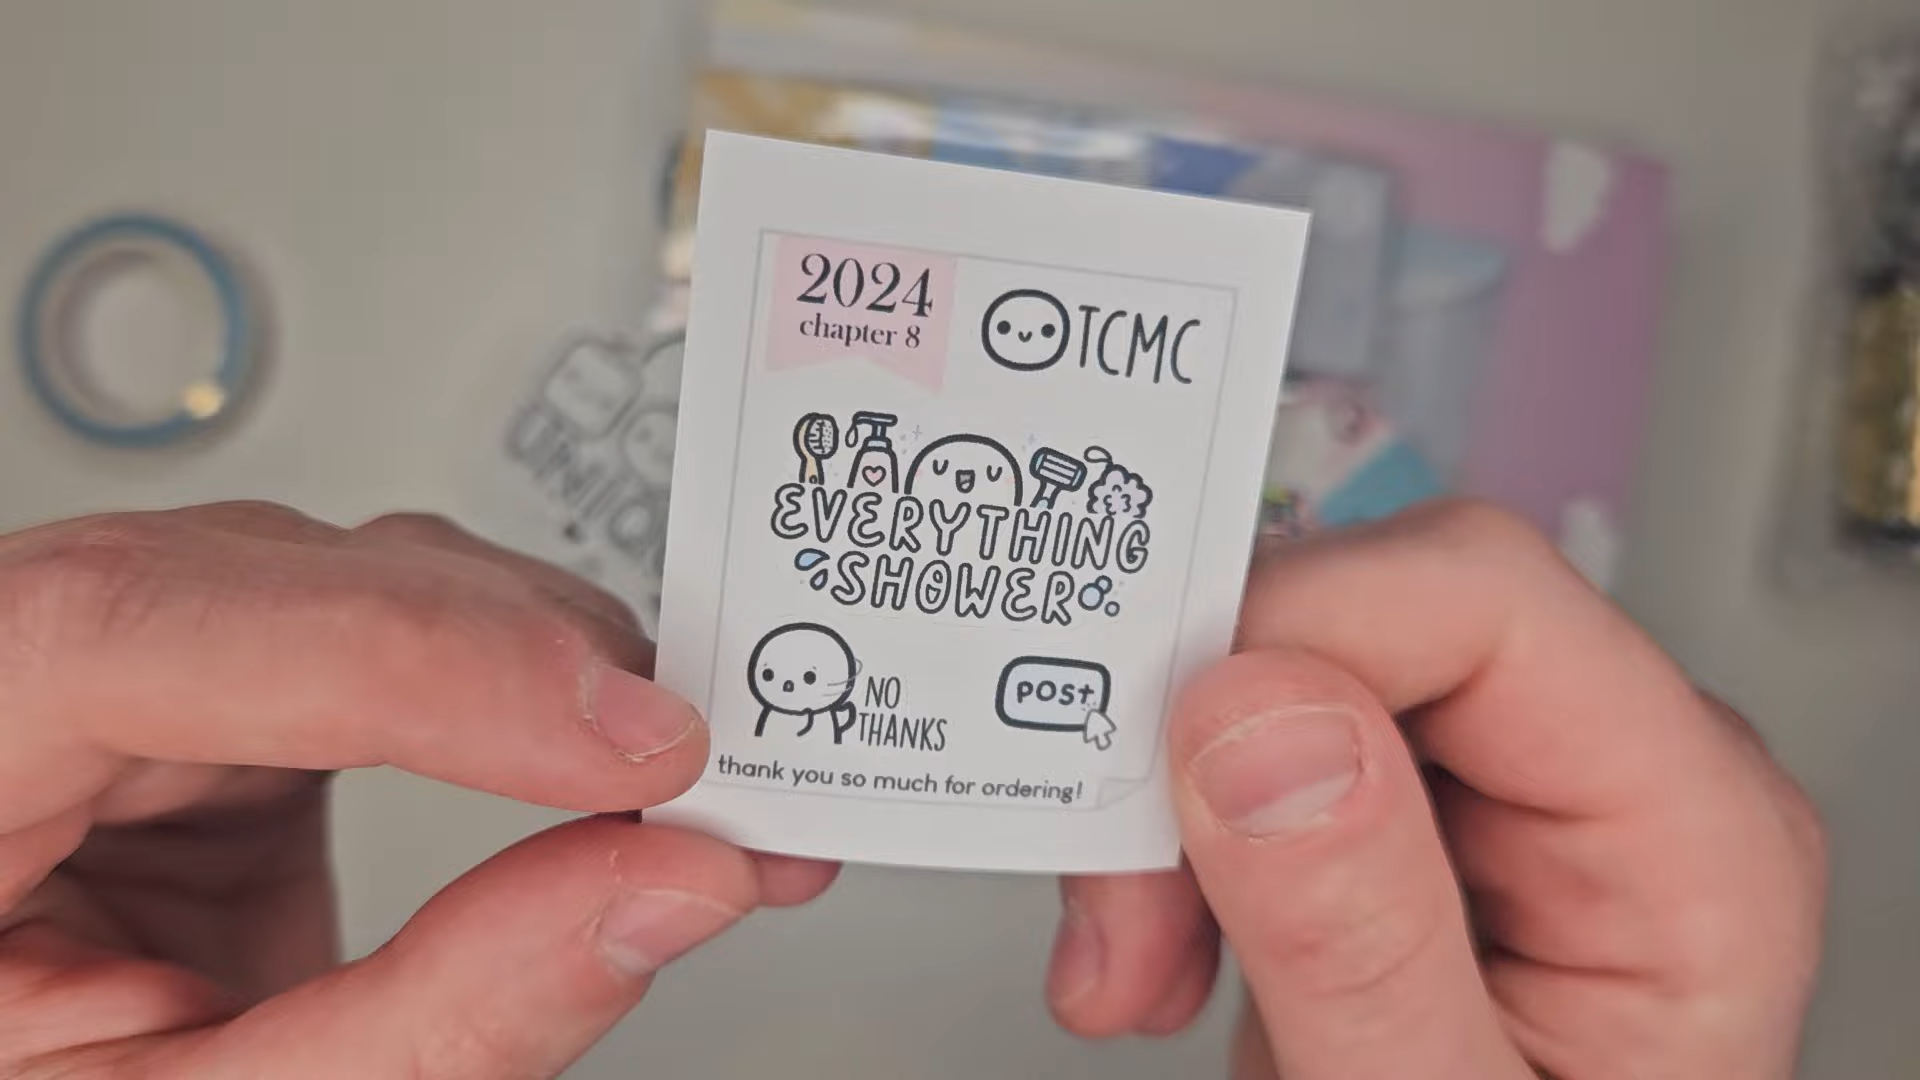 2024
chapter 8
TCMC
EVERYTHING
SHOWER
NO
THANKS
POST
thank you so much for ordering!